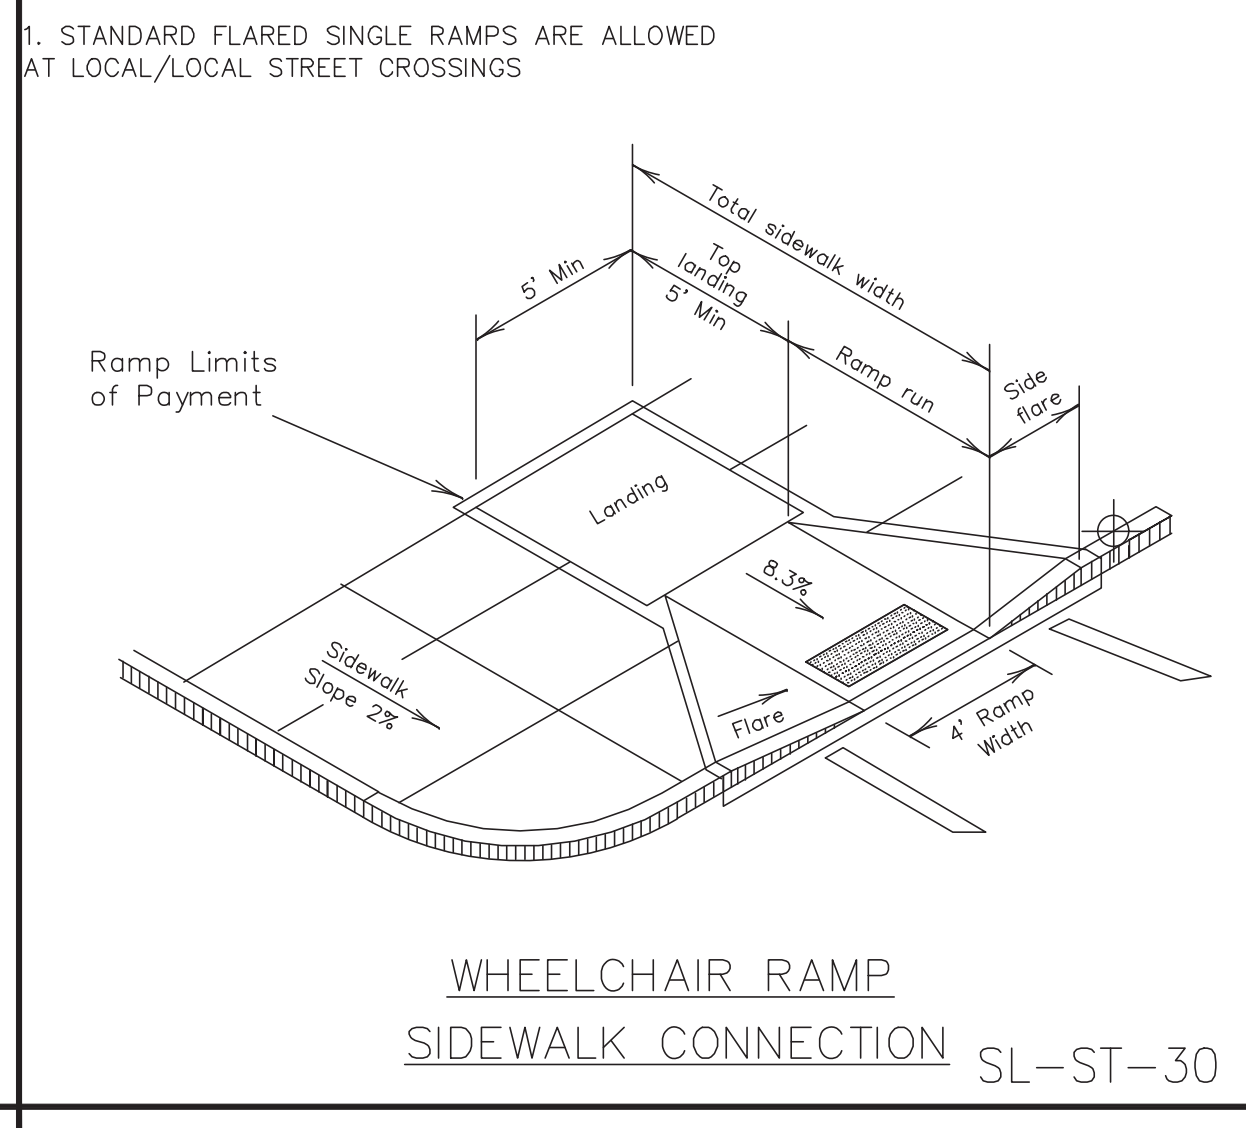 1. STANDARD FLARED SINGLE RAMPS ARE ALLOWED
AT LOCAL/LOCAL STREET CROSSINGS
Total sidewalk width
5' Min
Top
landing
5' Min
Ramp run
Side
flare
Ramp Limits
of Payment
Landing
8.3%
Sidewalk
Slope 2%
Flare
4' Ramp
Width
WHEELCHAIR RAMP
SIDEWALK CONNECTION
SL-ST-30